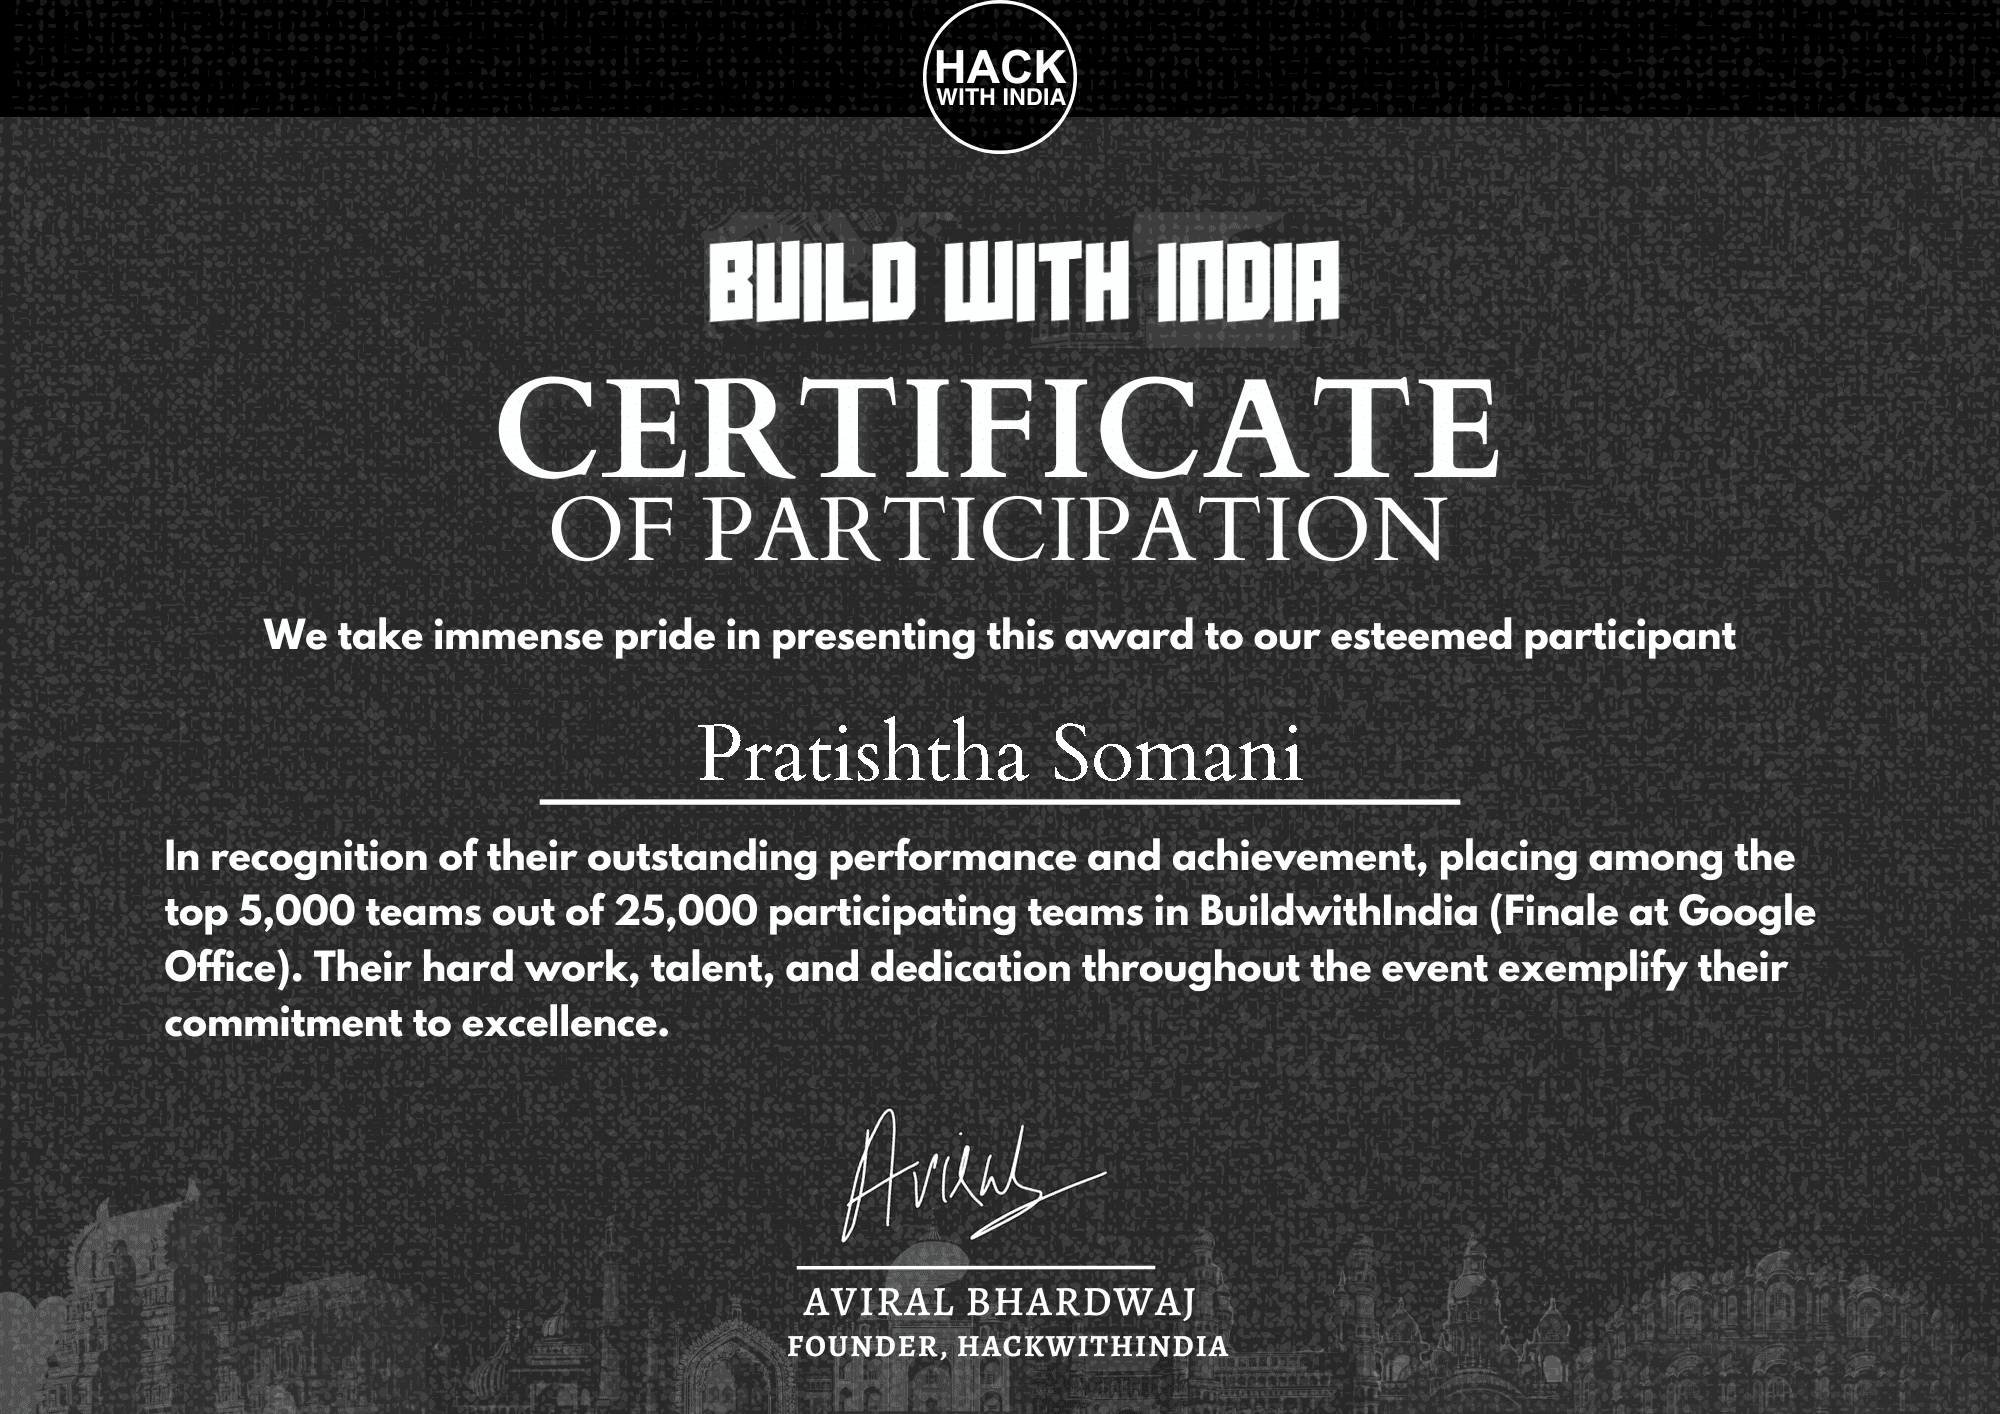 HACK
WITH INDIA
BUILD WITH INDIA
CERTIFICATE
OF PARTICIPATION
We take immense pride in presenting this award to our esteemed participant
Pratishtha Somani
In recognition of their outstanding performance and achievement, placing among the
top 5,000 teams out of 25,000 participating teams in BuildwithIndia (Finale at Google
Office). Their hard work, talent, and dedication throughout the event exemplify their
commitment to excellence.
Aviral
AVIRAL BHARDWAJ
FOUNDER, HACKWITHINDIA